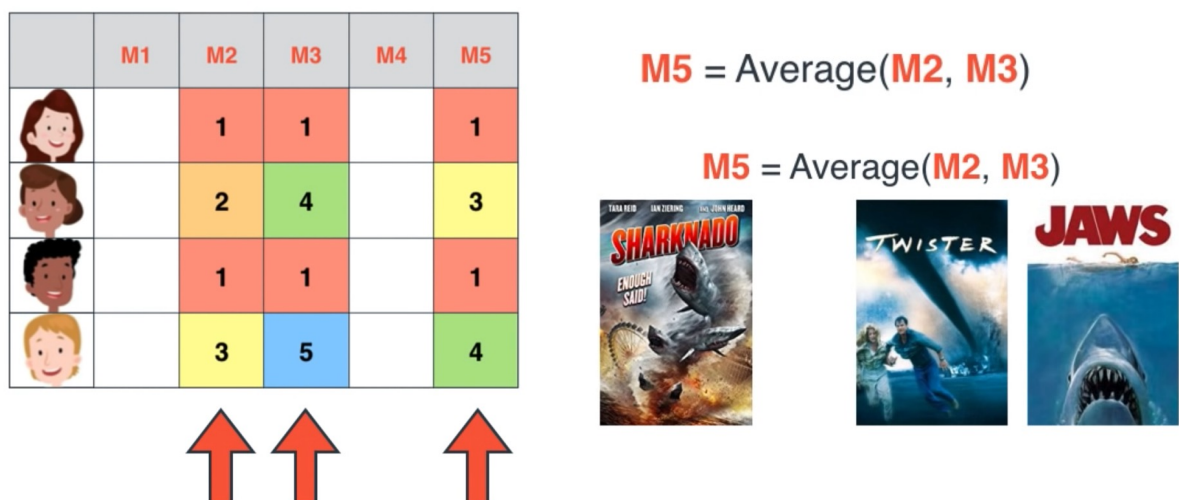 M1 M2 M3 M4 M5
1 1 1
2 4 3
1 1 1
3 5 4
M5 = Average(M2, M3)
M5 = Average(M2, M3)
TARA REID IAN ZIERING AND JOHN HEARD
SHARKNADO
ENOUGH
SAID!
TWISTER
JAWS